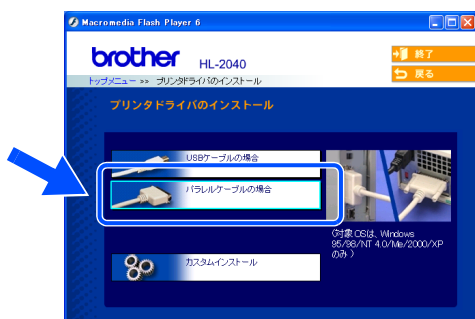 Macromedia Flash Player 6
brother HL-2040
終了
トップメニュー >> プリンタドライバのインストール
戻る
プリンタドライバのインストール
USBケーブルの場合
パラレルケーブルの場合
(対象OSは、Windows
95/98/NT 4.0/Me/2000/XP
のみ)
カスタムインストール